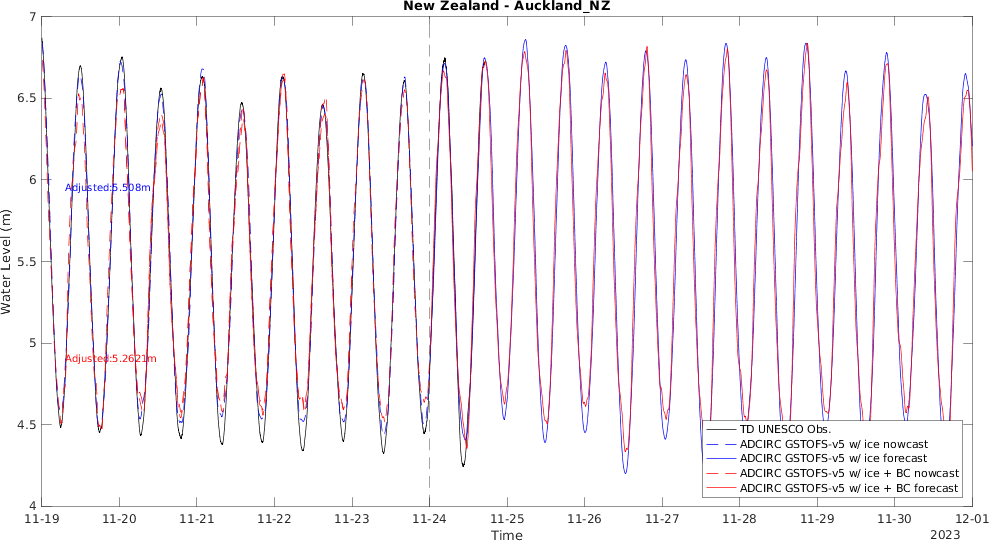 New Zealand - Auckland_NZ
7
6.5
6
5.5
5
4.5
4
Water Level (m)
Adjusted:5.508m
Adjusted:5.2621m
TD UNESCO Obs.
ADCIRC GSTOFS-v5 w/ ice nowcast
ADCIRC GSTOFS-v5 w/ ice forecast
ADCIRC GSTOFS-v5 w/ ice + BC nowcast
ADCIRC GSTOFS-v5 w/ ice + BC forecast
11-19 11-20 11-21 11-22 11-23 11-24 11-25 11-26 11-27 11-28 11-29 11-30 12-01
Time
2023